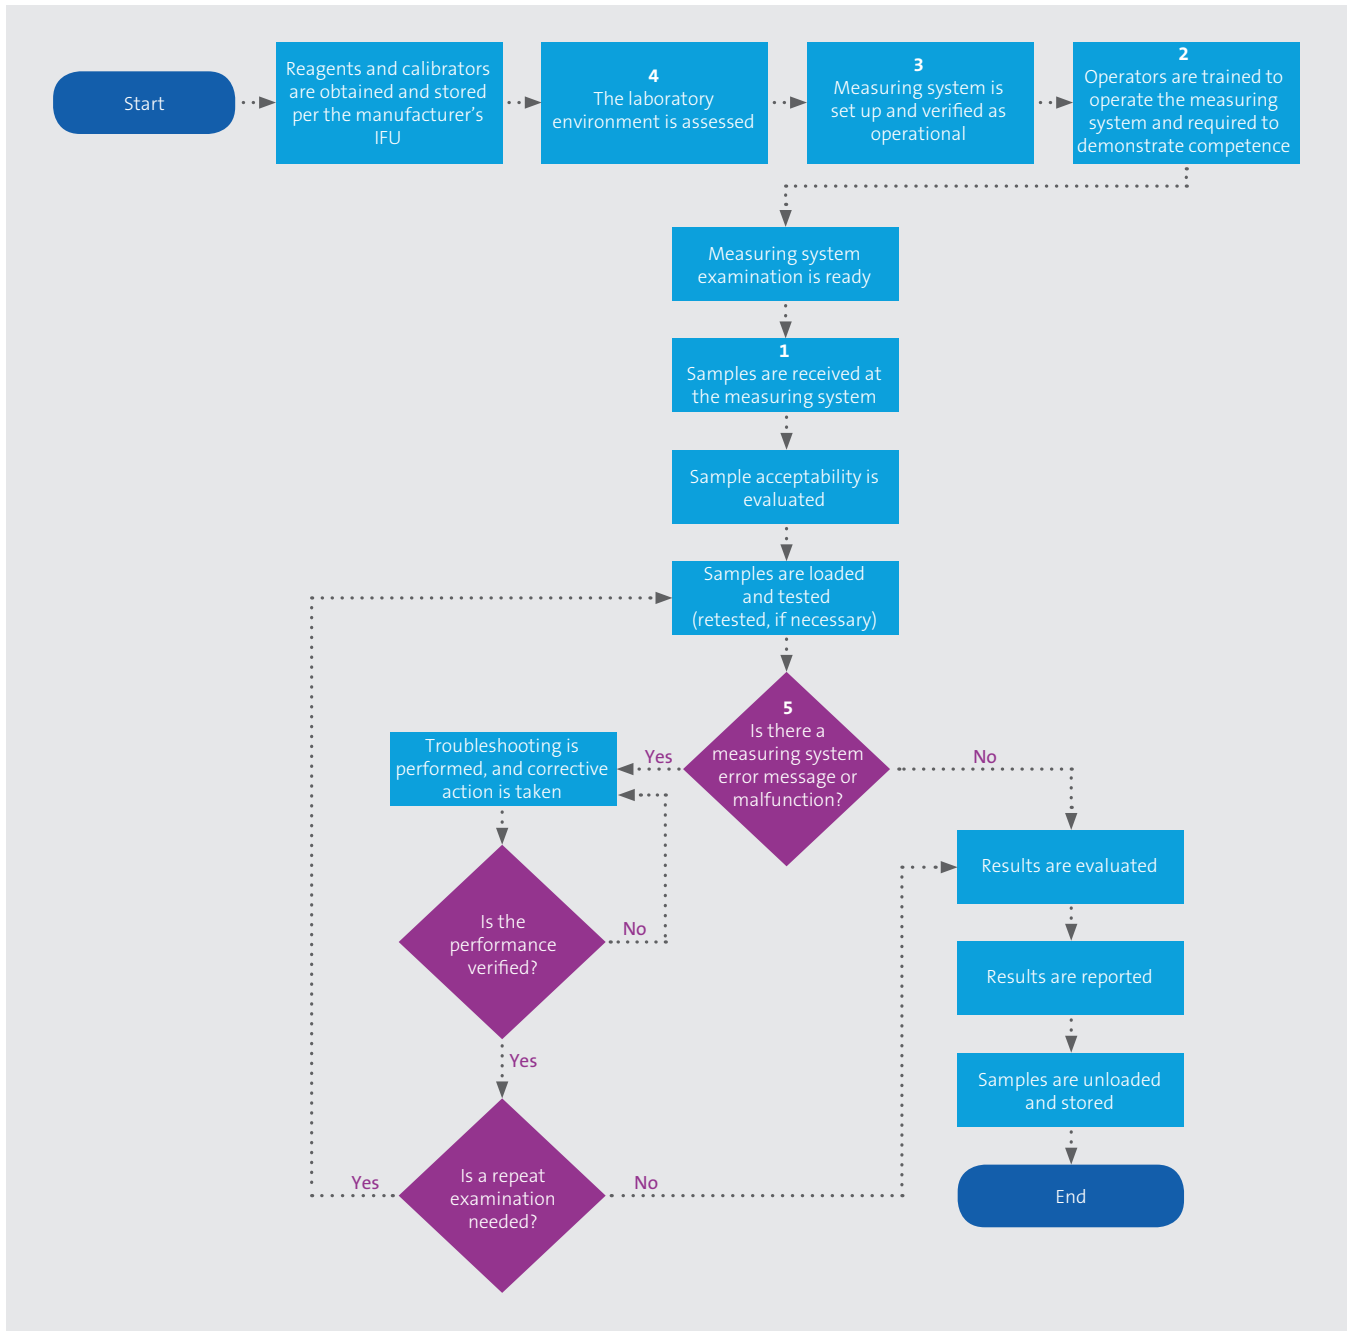 Start
Reagents and calibrators
are obtained and stored
per the manufacturer's
IFU
4
The laboratory
environment is assessed
3
Measuring system is
set up and verified as
operational
2
Operators are trained to
operate the measuring
system and required to
demonstrate competence
Measuring system
examination is ready
1
Samples are received at
the measuring system
Sample acceptability is
evaluated
Samples are loaded
and tested
(retested, if necessary)
5
Is there a
measuring system
error message or
malfunction?
Yes
No
Troubleshooting is
performed, and corrective
action is taken
Is the
performance
verified?
No
Yes
Is a repeat
examination
needed?
Yes
No
Results are evaluated
Results are reported
Samples are unloaded
and stored
End